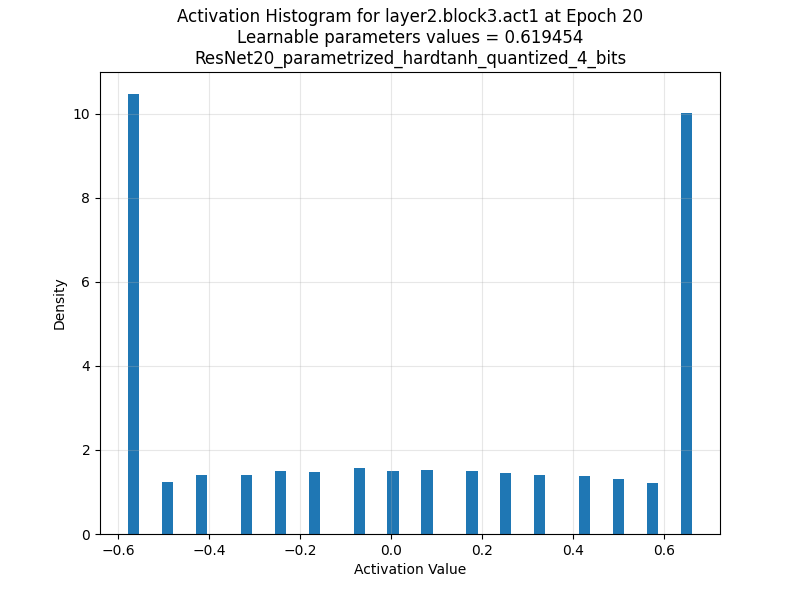 Activation Histogram for layer2.block3.act1 at Epoch 20
Learnable parameters values = 0.619454
ResNet20_parametrized_hardtanh_quantized_4_bits
10
8
6
4
2
0
Density
−0.6
−0.4
−0.2
0.0
0.2
0.4
0.6
Activation Value